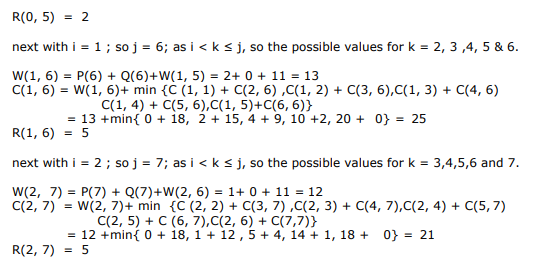 R(0, 5) = 2
next with i = 1 ; so j = 6; as i < k ≤ j, so the possible values for k = 2, 3 ,4, 5 & 6.
W(1, 6) = P(6) + Q(6)+W(1, 5) = 2+ 0 + 11 = 13
C(1, 6) = W(1, 6)+ min {C (1, 1) + C(2, 6) ,C(1, 2) + C(3, 6),C(1, 3) + C(4, 6)
C(1, 4) + C(5, 6),C(1, 5)+C(6, 6)}
= 13 +min{ 0 + 18, 2 + 15, 4 + 9, 10 +2, 20 + 0} = 25
R(1, 6) = 5
next with i = 2 ; so j = 7; as i < k ≤ j, so the possible values for k = 3,4,5,6 and 7.
W(2, 7) = P(7) + Q(7)+W(2, 6) = 1+ 0 + 11 = 12
C(2, 7) = W(2, 7)+ min {C (2, 2) + C(3, 7) ,C(2, 3) + C(4, 7),C(2, 4) + C(5, 7)
C(2, 5) + C (6, 7),C(2, 6) + C(7,7)}
= 12 +min{ 0 + 18, 1 + 12 , 5 + 4, 14 + 1, 18 + 0} = 21
R(2, 7) = 5